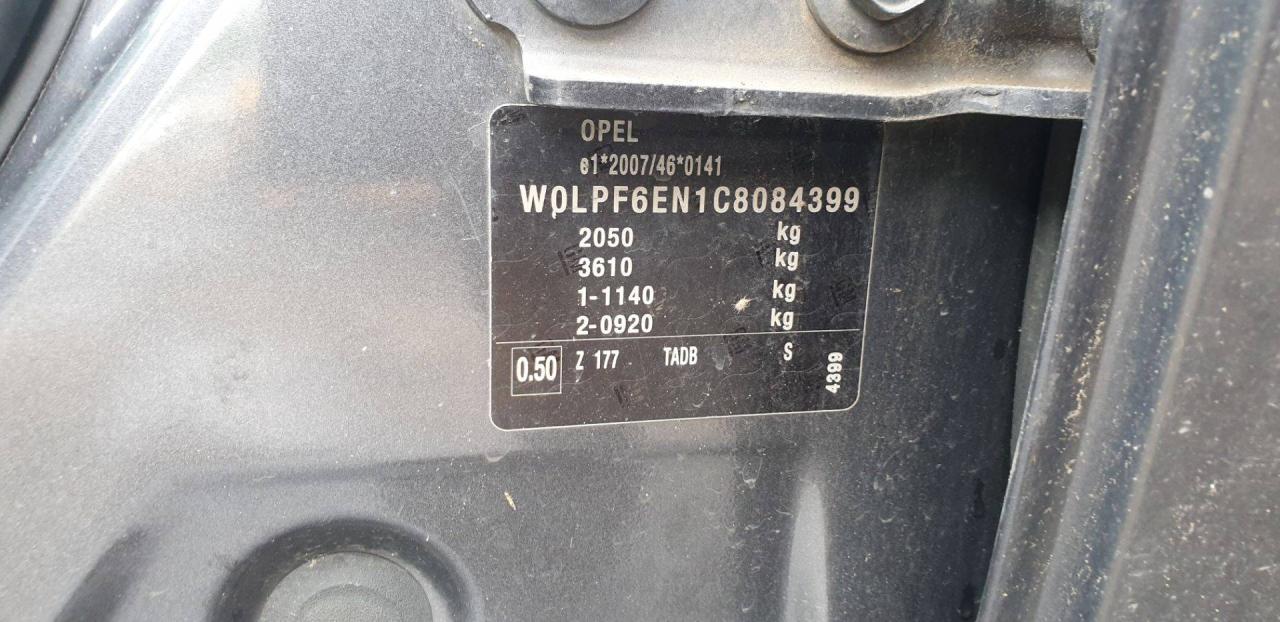 OPEL
e1*2007/46*0141
W0LPF6EN1C8084399
2050 kg
3610 kg
1-1140 kg
2-0920 kg
0.50 Z 177 TADB S 4399